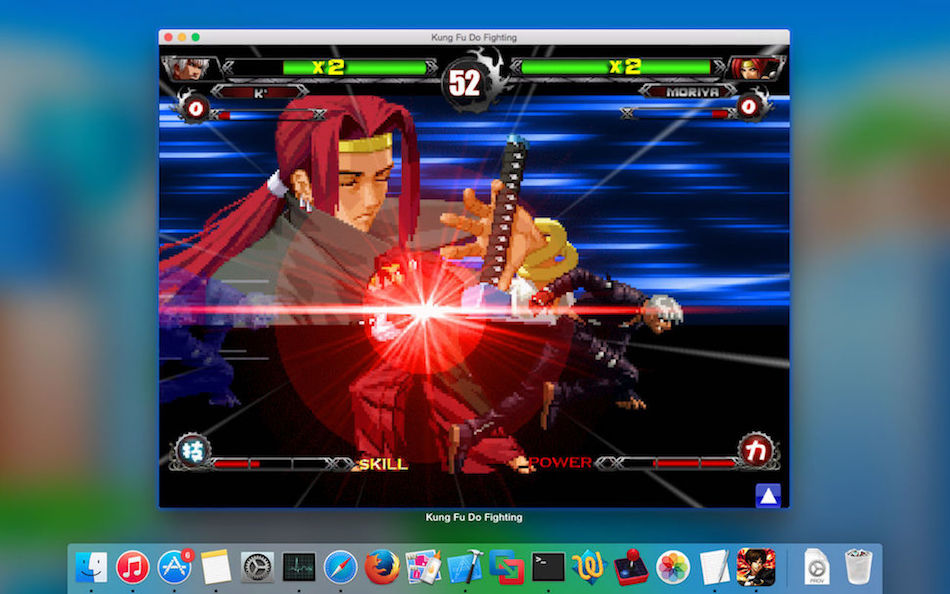 Kung Fu Do Fighting
x2
52
x2
K'
MORIYA
0
0
技
SKILL
POWER
力
Kung Fu Do Fighting
6
PROV